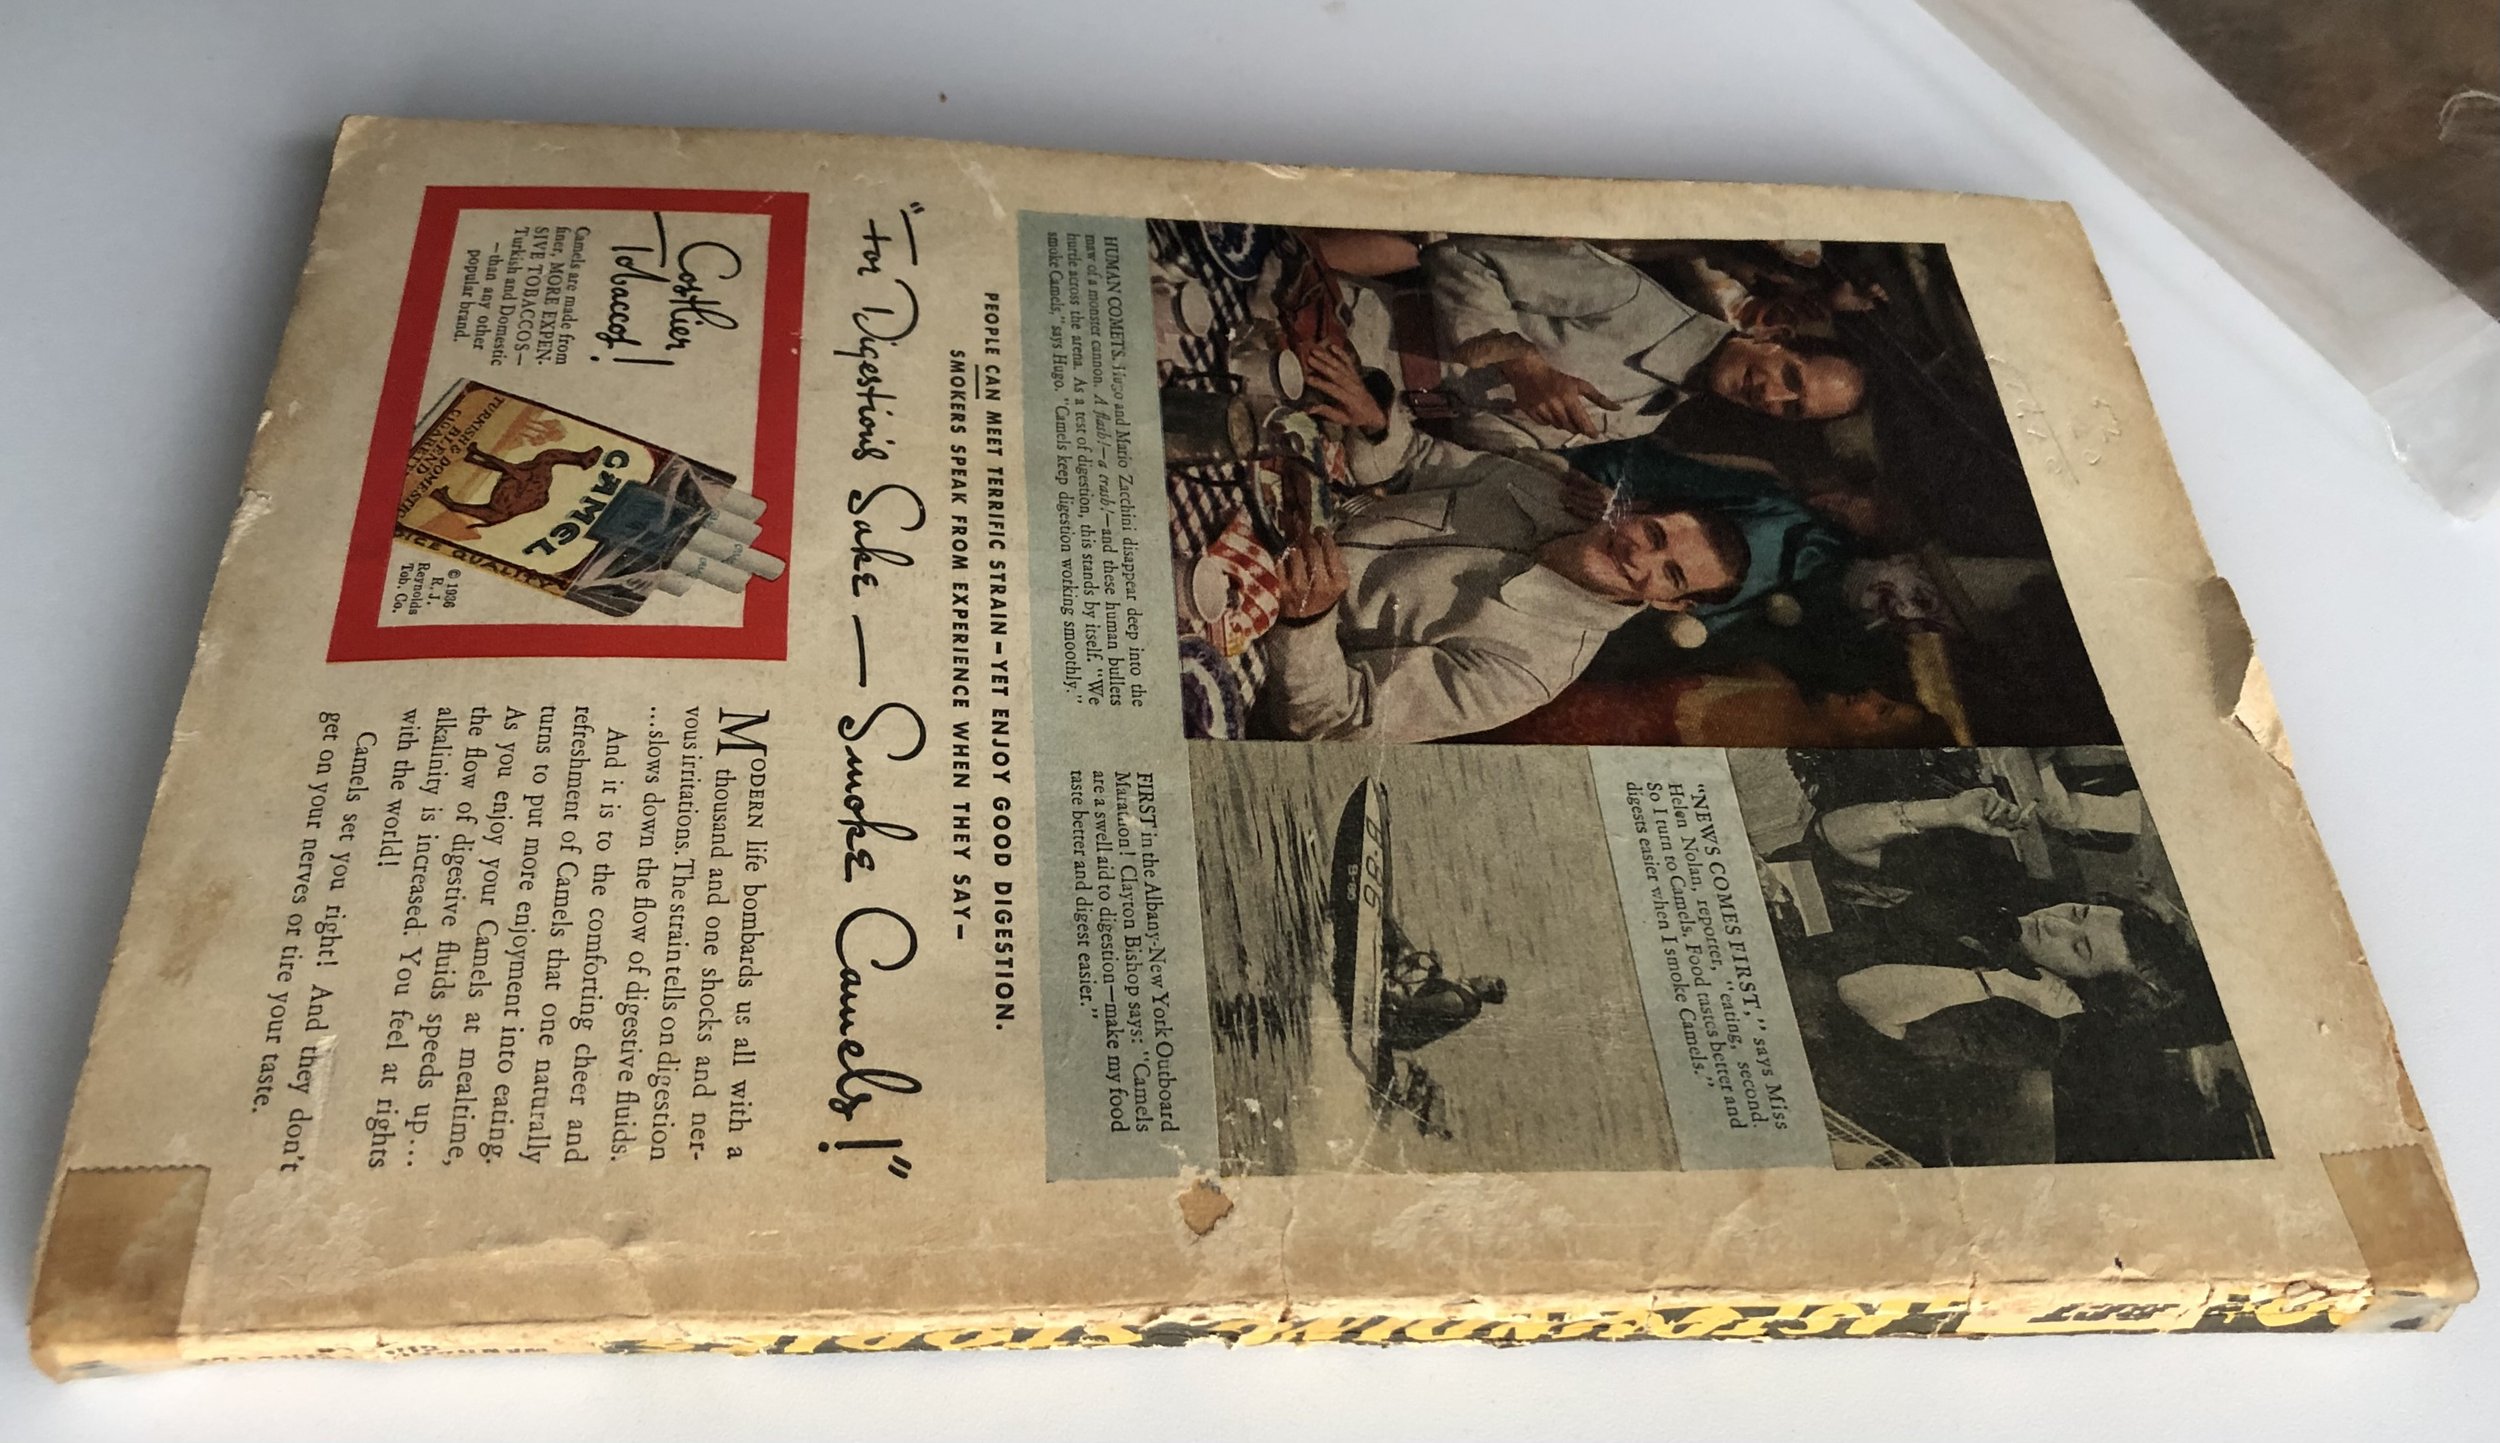 HUMAN COMETS. Hugo and Mario Zacchini disappear deep into the
maw of a monster cannon. A flash!—a crash!—and these human bullets
hurtle across the arena. As a test of digestion, this stands by itself. "We
smoke Camels," says Hugo. "Camels keep digestion working smoothly."
"NEWS COMES FIRST," says Miss
Helen Nolan, reporter, "eating, second.
So I turn to Camels. Food tastes better and
digests easier when I smoke Camels."
FIRST in the Albany-New York Outboard
Marathon! Clayton Bishop says: "Camels
are a swell aid to digestion—make my food
taste better and digest easier."
PEOPLE CAN MEET TERRIFIC STRAIN—YET ENJOY GOOD DIGESTION.
SMOKERS SPEAK FROM EXPERIENCE WHEN THEY SAY—
"For Digestion's Sake — Smoke Camels!"
Costlier
Tobaccos!
Camels are made from
finer, MORE EXPEN-
SIVE TOBACCOS—
Turkish and Domestic
—than any other
popular brand.
CAMEL
TURKISH & DOMESTIC
BLEND
CIGARETTES
QUALITY
© 1936
R. J.
Reynolds
Tob. Co.
MODERN life bombards us all with a
thousand and one shocks and ner-
vous irritations. The strain tells on digestion
...slows down the flow of digestive fluids.
And it is to the comforting cheer and
refreshment of Camels that one naturally
turns to put more enjoyment into eating.
As you enjoy your Camels at mealtime,
the flow of digestive fluids speeds up...
alkalinity is increased. You feel at rights
with the world!
Camels set you right! And they don't
get on your nerves or tire your taste.